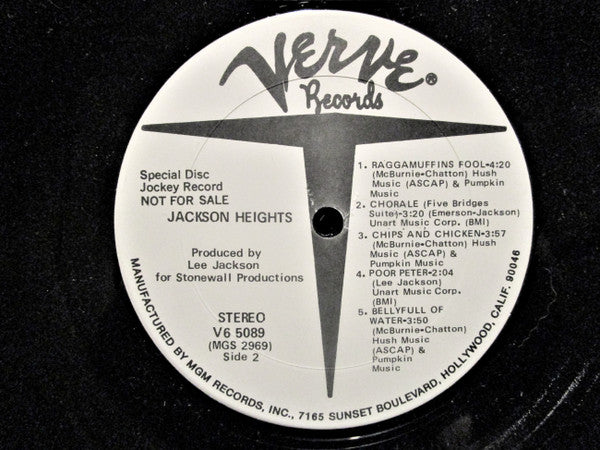 VERVE®
Records
Special Disc
Jockey Record
NOT FOR SALE
JACKSON HEIGHTS
Produced by
Lee Jackson
for Stonewall Productions
STEREO
V6 5089
(MGS 2969)
Side 2
1. RAGGAMUFFINS FOOL-4:20
(McBurnie-Chatton) Hush
Music (ASCAP) & Pumpkin
Music
2. CHORALE (Five Bridges
Suite)-3:20 (Emerson-Jackson)
Unart Music Corp. (BMI)
3. CHIPS AND CHICKEN-3:57
(McBurnie-Chatton) Hush
Music (ASCAP) &
Pumpkin Music
4. POOR PETER-2:04
(Lee Jackson)
Unart Music Corp.
(BMI)
5. BELLYFULL OF
WATER-3:50
(McBurnie-Chatton)
Hush Music
(ASCAP) &
Pumpkin
Music
MANUFACTURED BY MGM RECORDS, INC., 7165 SUNSET BOULEVARD, HOLLYWOOD, CALIF. 90046